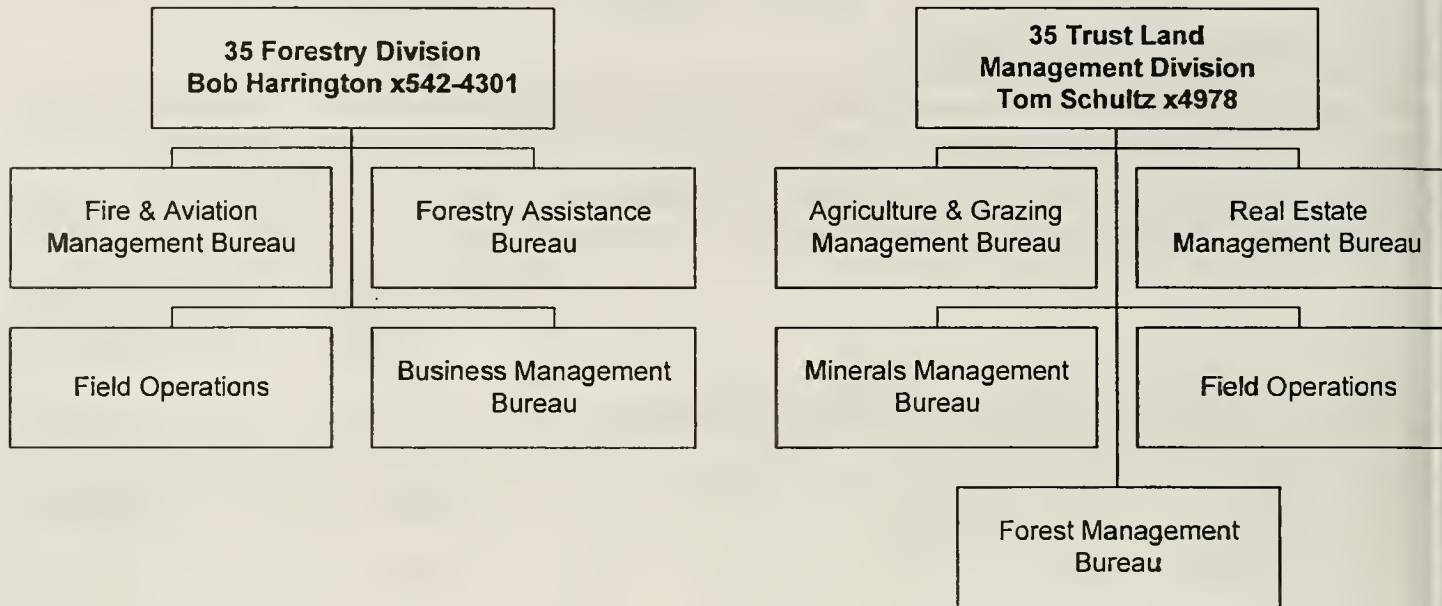 35 Forestry Division
Bob Harrington x542-4301
Fire & Aviation
Management Bureau
Forestry Assistance
Bureau
Field Operations
Business Management
Bureau
35 Trust Land
Management Division
Tom Schultz x4978
Agriculture & Grazing
Management Bureau
Real Estate
Management Bureau
Minerals Management
Bureau
Field Operations
Forest Management
Bureau